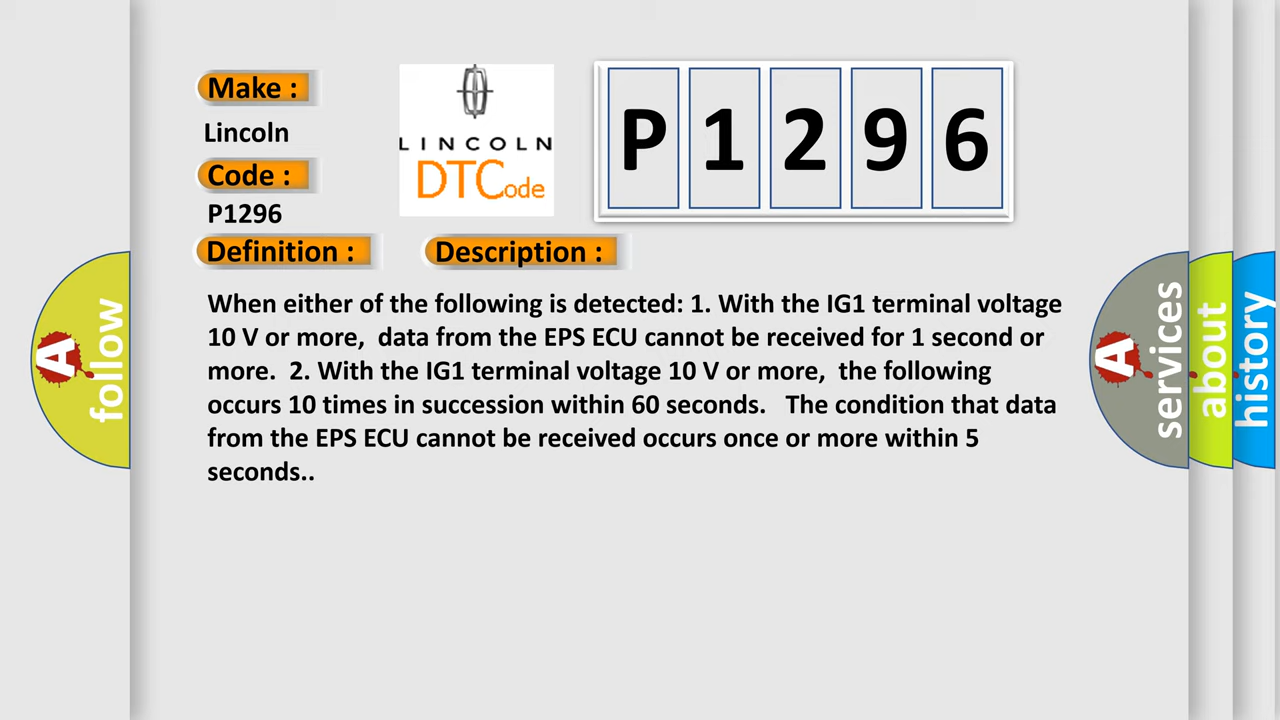 Make :
Lincoln
Code :
P1296
LINCOLN
DTCode
P1296
Definition :
Description :
When either of the following is detected: 1. With the IG1 terminal voltage
10 V or more,  data from the EPS ECU cannot be received for 1 second or
more.  2. With the IG1 terminal voltage 10 V or more,  the following
occurs 10 times in succession within 60 seconds.   The condition that data
from the EPS ECU cannot be received occurs once or more within 5
seconds..
A
follow
A
services
about
history